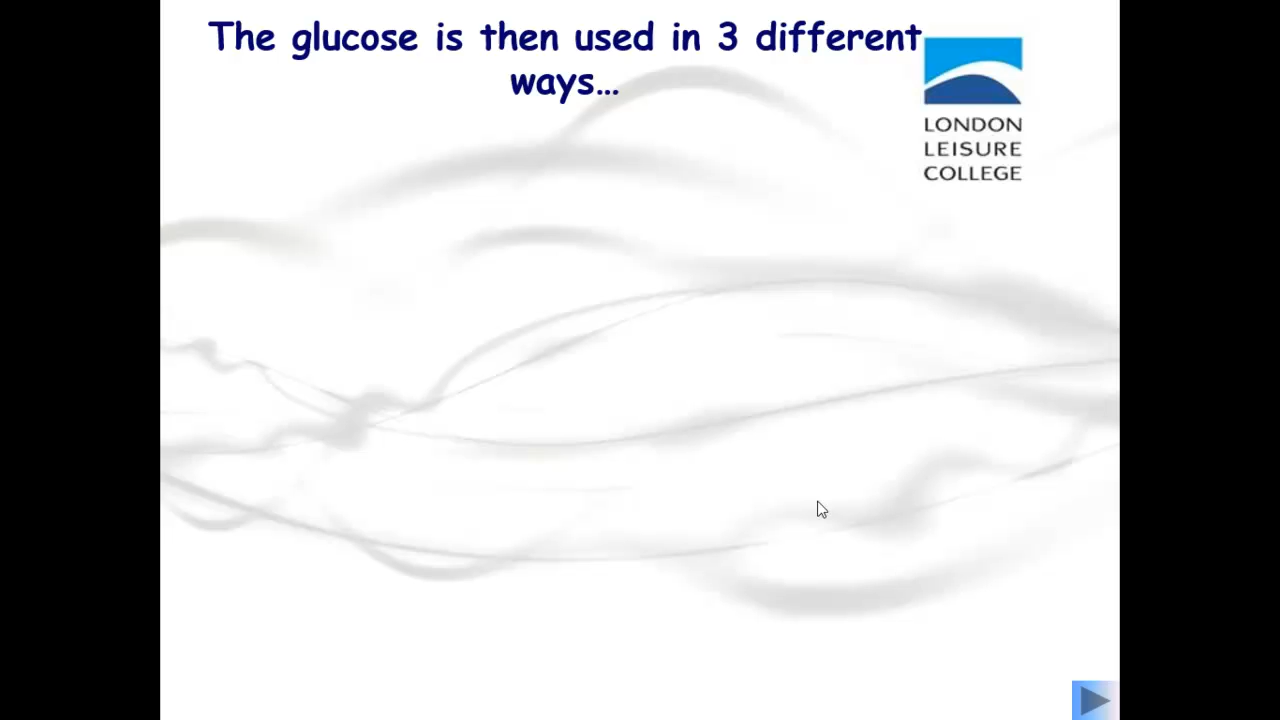 The glucose is then used in 3 different
ways…
LONDON
LEISURE
COLLEGE